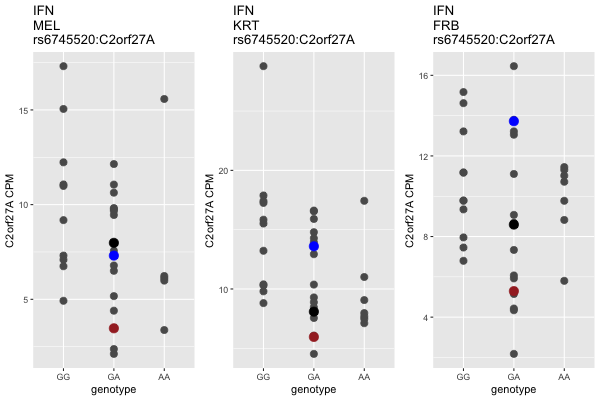 IFN
MEL
rs6745520:C2orf27A
15
10
5
C2orf27A CPM
GG GA AA
genotype
IFN
KRT
rs6745520:C2orf27A
20
10
C2orf27A CPM
GG GA AA
genotype
IFN
FRB
rs6745520:C2orf27A
16
12
8
4
C2orf27A CPM
GG GA AA
genotype